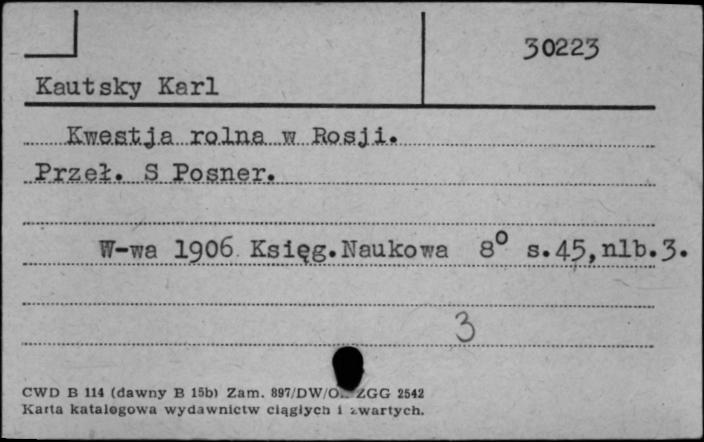 30223
Kautsky Karl
Kwestja rolna w Rosji.
Przeł. S Posner.
W-wa 1906 Księg.Naukowa 8° s.45,nlb.3.
3
CWD B 114 (dawny B 15b) Zam. 897/DW/O ZGG 2542
Karta katalogowa wydawnictw ciągłych i zwartych.